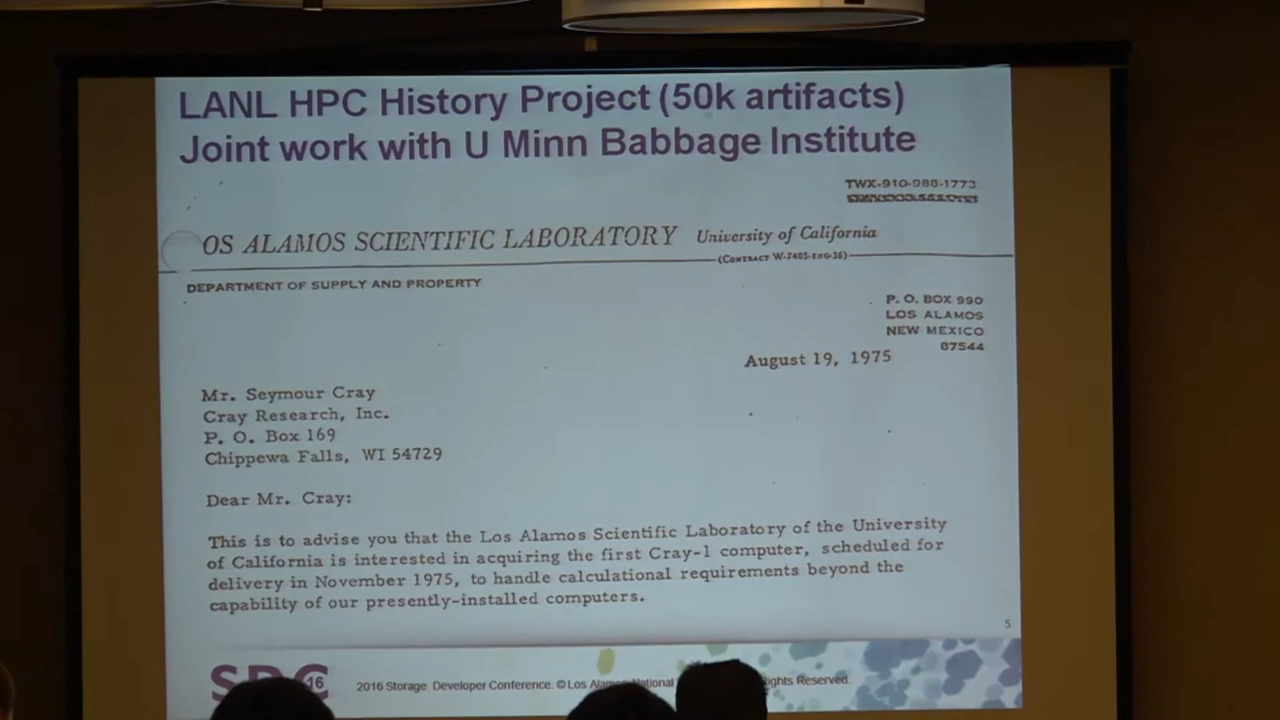 LANL HPC History Project (50k artifacts)
Joint work with U Minn Babbage Institute
TWX-910-988-1773
OS ALAMOS SCIENTIFIC LABORATORY University of California
(CONTRACT W-7405-ENG-36)
DEPARTMENT OF SUPPLY AND PROPERTY
P. O. BOX 990
LOS ALAMOS
NEW MEXICO
87544
August 19, 1975
Mr. Seymour Cray
Cray Research, Inc.
P. O. Box 169
Chippewa Falls, WI 54729
Dear Mr. Cray:
This is to advise you that the Los Alamos Scientific Laboratory of the University
of California is interested in acquiring the first Cray-1 computer, scheduled for
delivery in November 1975, to handle calculational requirements beyond the
capability of our presently-installed computers.
5
SDC 16
2016 Storage Developer Conference. © Los Alamos National ights Reserved.